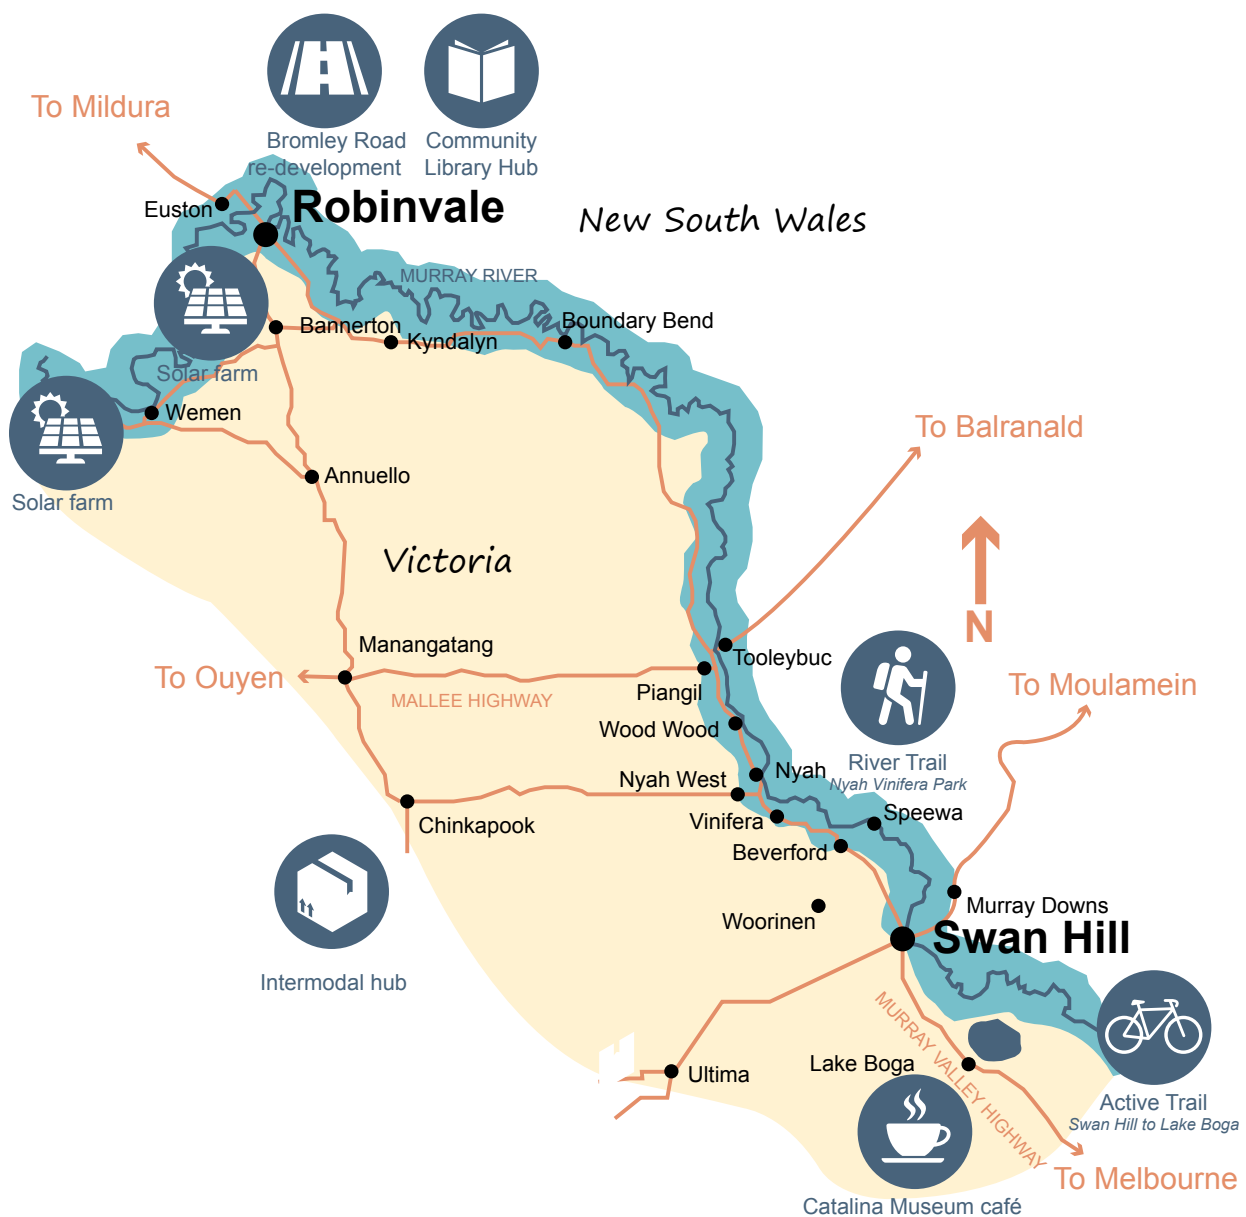 To Mildura
Bromley Road
re-development
Community
Library Hub
Euston
Robinvale
New South Wales
MURRAY RIVER
Bannerton
Boundary Bend
Kyndalyn
Solar farm
Wemen
To Balranald
Annuello
Solar farm
Victoria
N
Manangatang
Tooleybuc
To Ouyen
Piangil
To Moulamein
MALLEE HIGHWAY
Wood Wood
River Trail
Nyah Vinifera Park
Nyah
Nyah West
Speewa
Vinifera
Chinkapook
Beverford
Murray Downs
Woorinen
Swan Hill
Intermodal hub
MURRAY VALLEY HIGHWAY
Lake Boga
Ultima
Active Trail
Swan Hill to Lake Boga
To Melbourne
Catalina Museum café